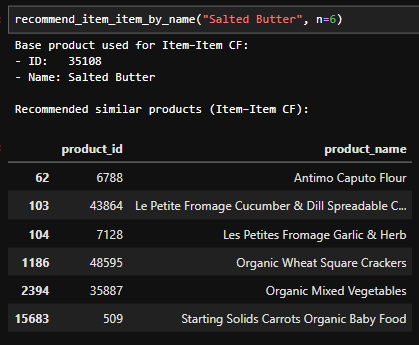 recommend_item_item_by_name("Salted Butter", n=6)
Base product used for Item-Item CF:
- ID:   35108
- Name: Salted Butter
Recommended similar products (Item-Item CF):
product_id product_name
62 6788 Antimo Caputo Flour
103 43864 Le Petite Fromage Cucumber & Dill Spreadable C...
104 7128 Les Petites Fromage Garlic & Herb
1186 48595 Organic Wheat Square Crackers
2394 35887 Organic Mixed Vegetables
15683 509 Starting Solids Carrots Organic Baby Food